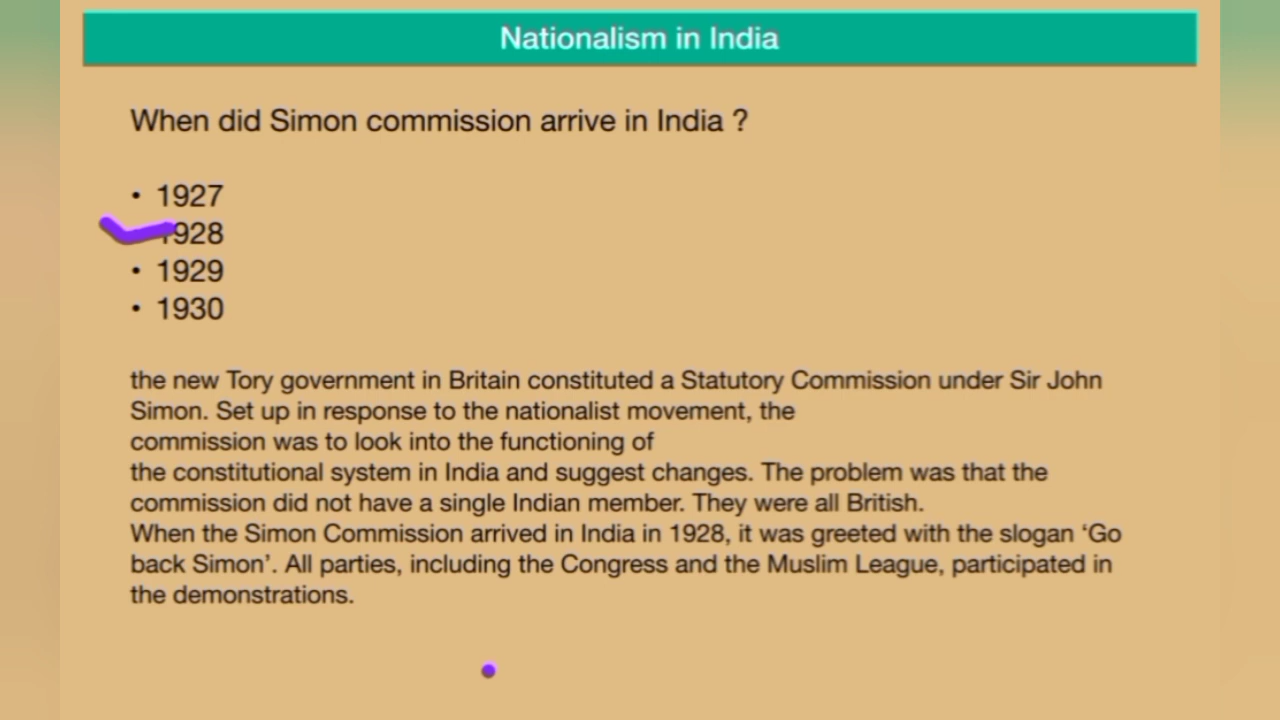 Nationalism in India
When did Simon commission arrive in India ?
• 1927
1928
• 1929
• 1930
the new Tory government in Britain constituted a Statutory Commission under Sir John
Simon. Set up in response to the nationalist movement, the
commission was to look into the functioning of
the constitutional system in India and suggest changes. The problem was that the
commission did not have a single Indian member. They were all British.
When the Simon Commission arrived in India in 1928, it was greeted with the slogan ‘Go
back Simon’. All parties, including the Congress and the Muslim League, participated in
the demonstrations.